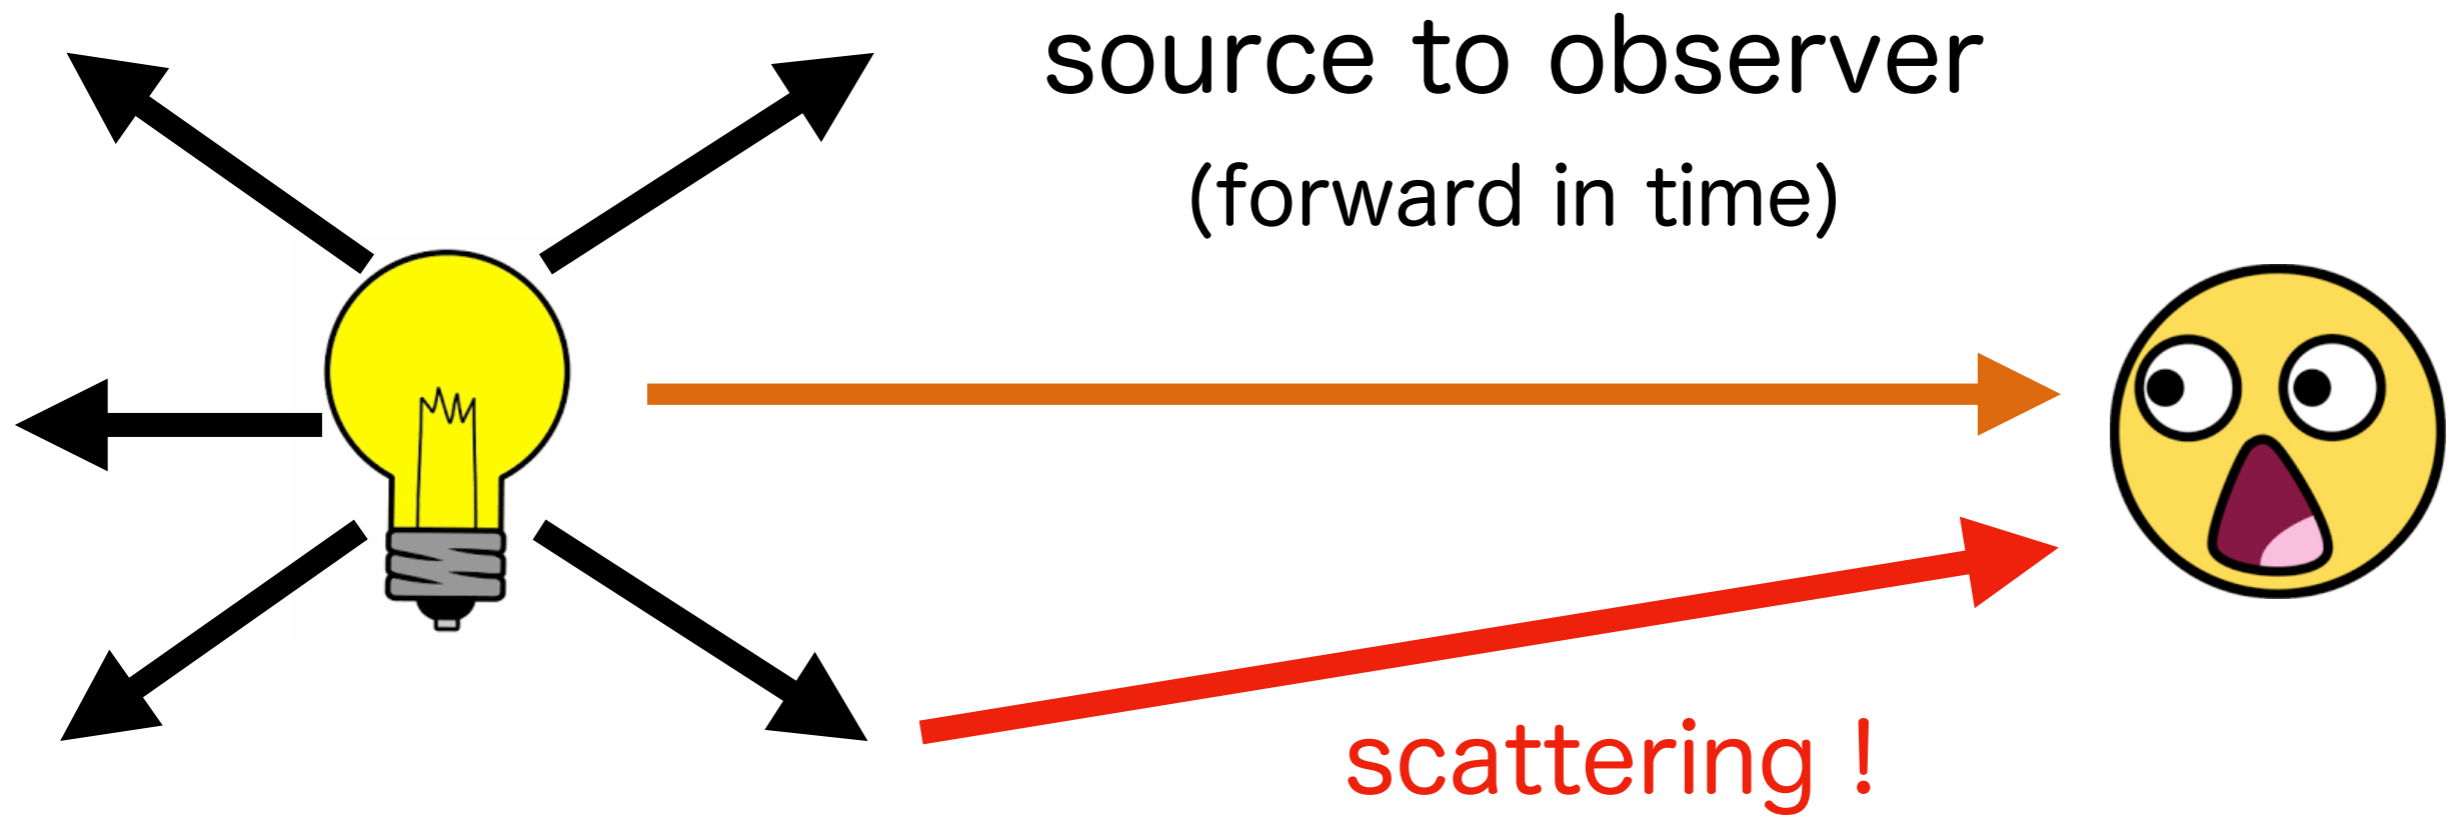 source to observer
(forward in time)
scattering !